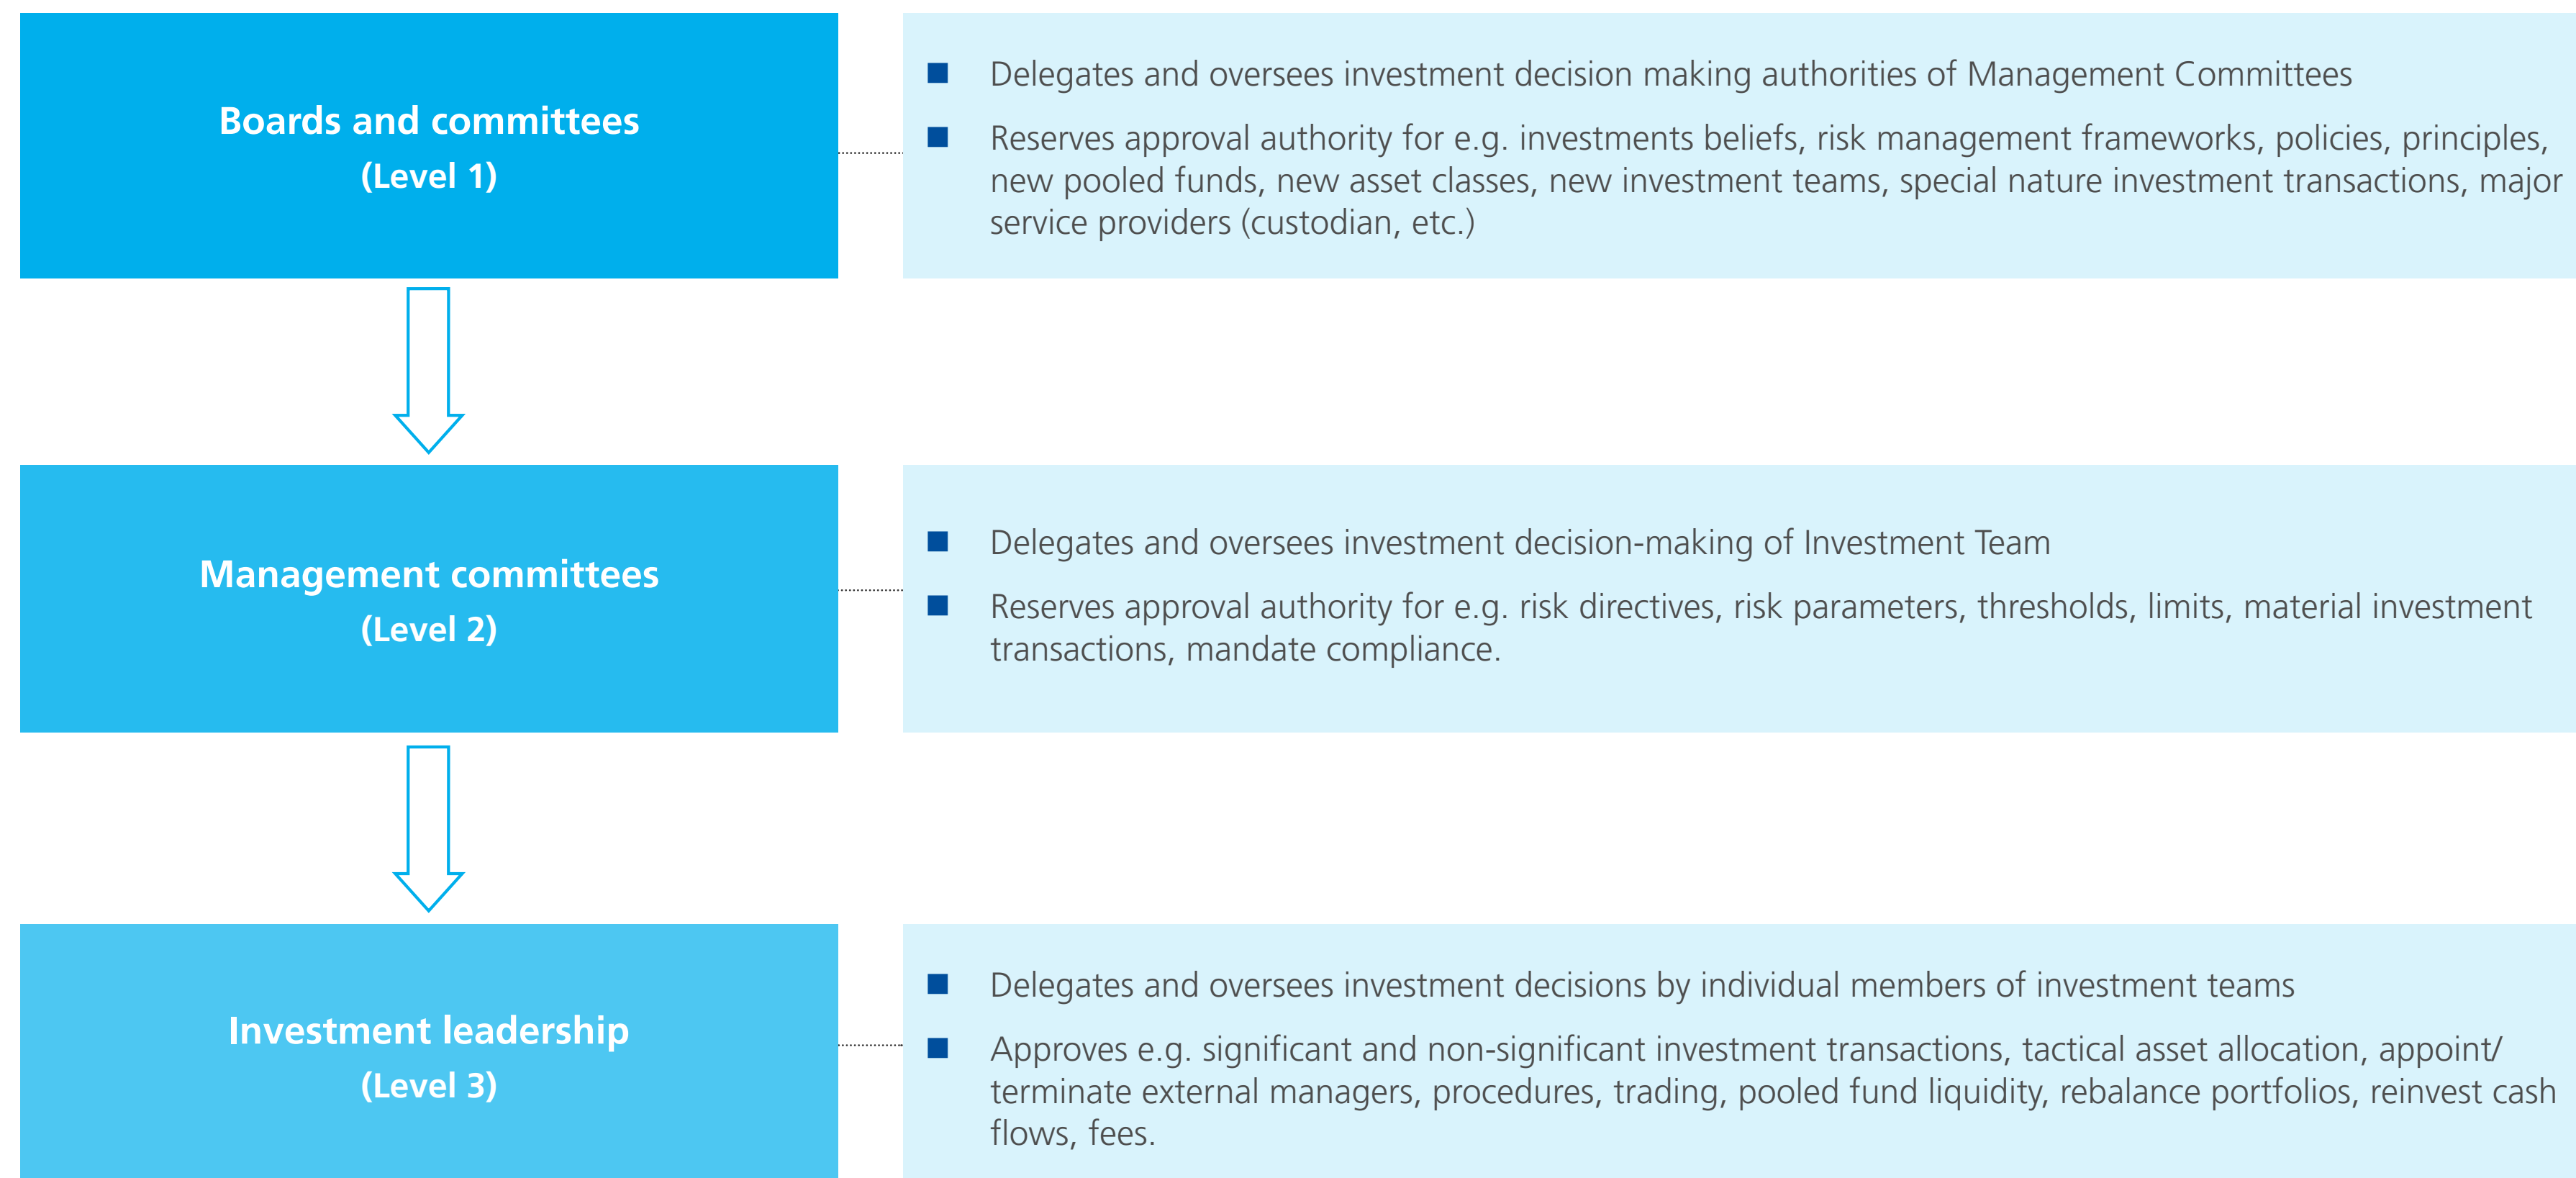 Boards and committees
(Level 1)
■ Delegates and oversees investment decision making authorities of Management Committees
■ Reserves approval authority for e.g. investments beliefs, risk management frameworks, policies, principles,
new pooled funds, new asset classes, new investment teams, special nature investment transactions, major
service providers (custodian, etc.)
Management committees
(Level 2)
■ Delegates and oversees investment decision-making of Investment Team
■ Reserves approval authority for e.g. risk directives, risk parameters, thresholds, limits, material investment
transactions, mandate compliance.
Investment leadership
(Level 3)
■ Delegates and oversees investment decisions by individual members of investment teams
■ Approves e.g. significant and non-significant investment transactions, tactical asset allocation, appoint/
terminate external managers, procedures, trading, pooled fund liquidity, rebalance portfolios, reinvest cash
flows, fees.